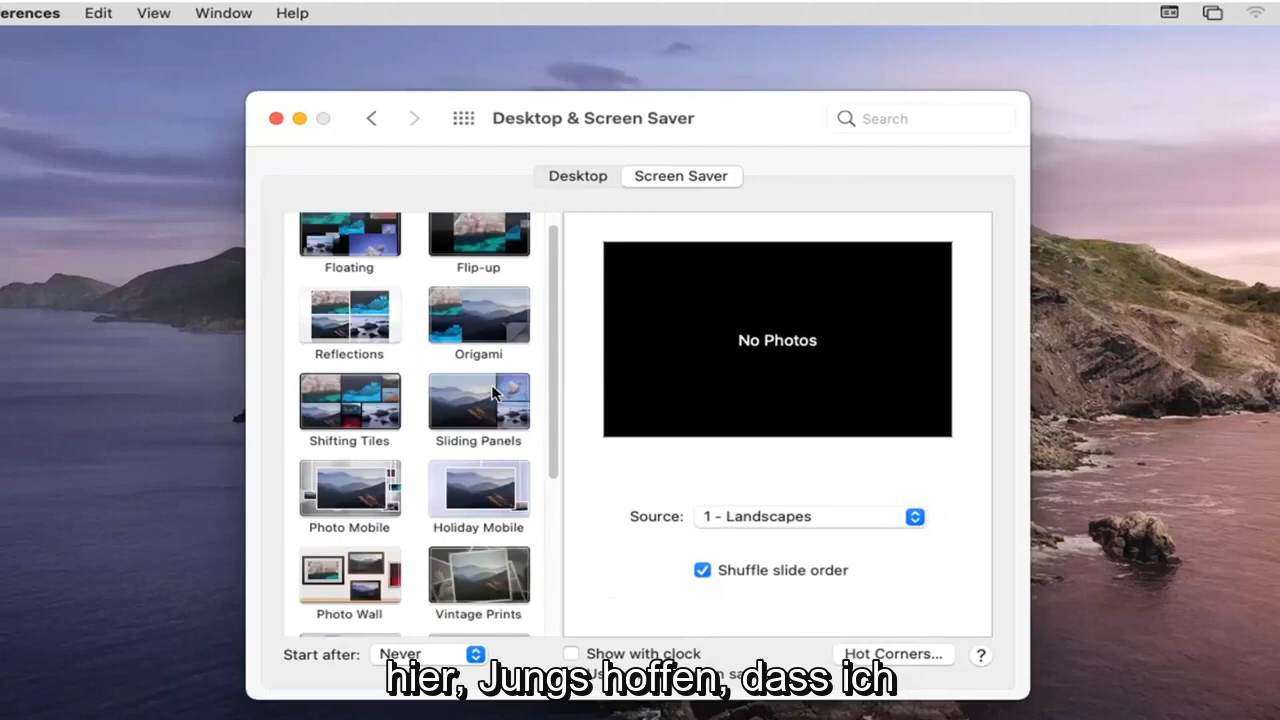 erences Edit View Window Help
Desktop & Screen Saver
Search
Desktop Screen Saver
Floating Flip-up
Reflections Origami
Shifting Tiles Sliding Panels
Photo Mobile Holiday Mobile
Photo Wall Vintage Prints
No Photos
Source: 1 - Landscapes
Shuffle slide order
Start after: Never Show with clock Hot Corners... ?
hier, Jungs hoffen, dass ich